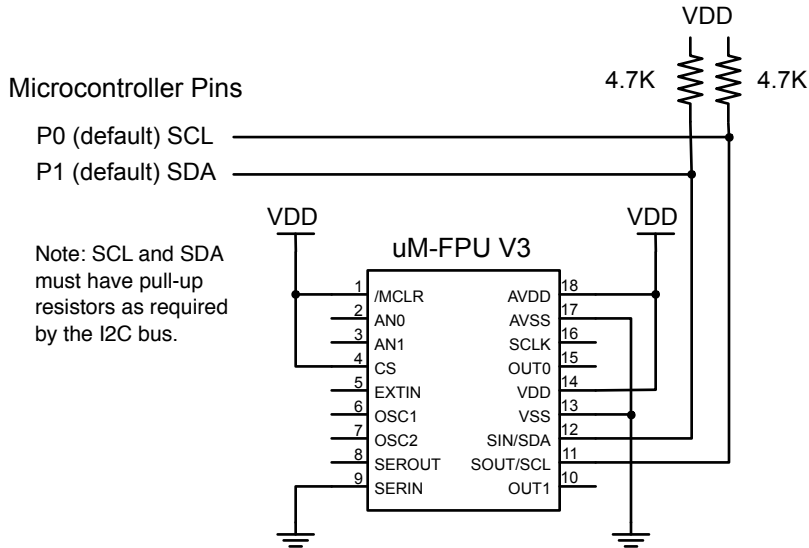 VDD
4.7K
4.7K
Microcontroller Pins
P0 (default) SCL
P1 (default) SDA
VDD
VDD
Note: SCL and SDA
must have pull-up
resistors as required
by the I2C bus.
uM-FPU V3
1 /MCLR
2 AN0
3 AN1
4 CS
5 EXTIN
6 OSC1
7 OSC2
8 SEROUT
9 SERIN
AVDD 18
AVSS 17
SCLK 16
OUT0 15
VDD 14
VSS 13
SIN/SDA 12
SOUT/SCL 11
OUT1 10